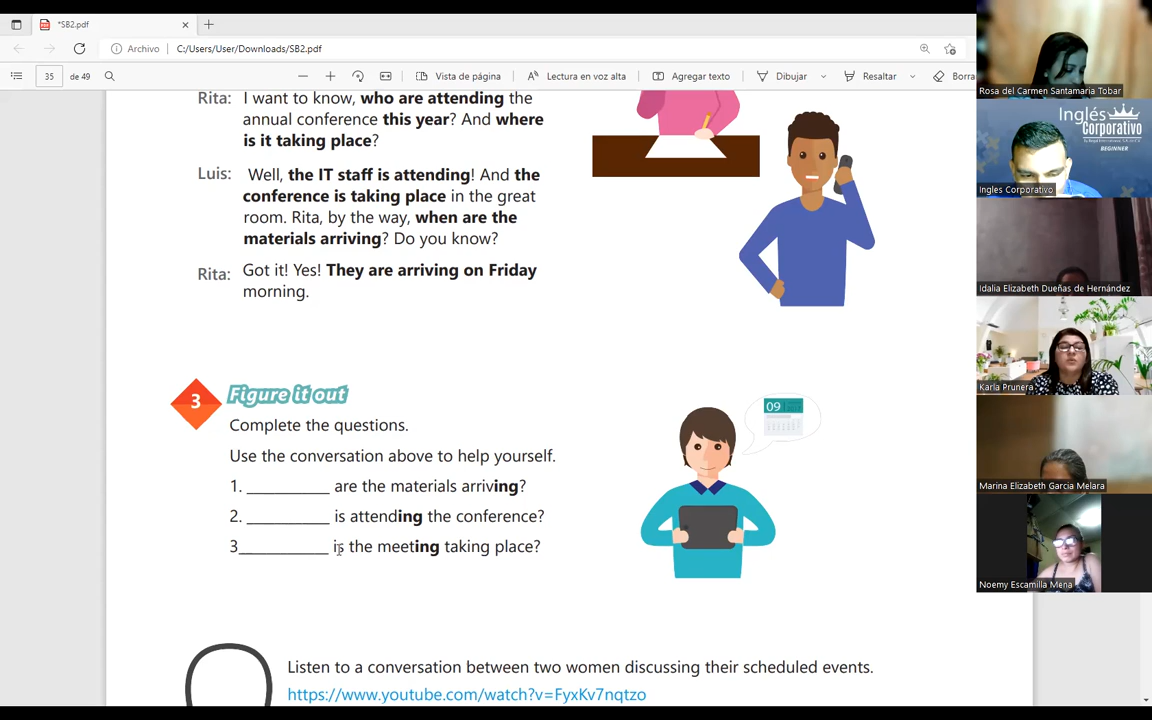 *SB2.pdf
Archivo C:/Users/User/Downloads/SB2.pdf
35 de 49 Vista de página Lectura en voz alta Agregar texto Dibujar Resaltar Borra
Rita: I want to know, who are attending the
annual conference this year? And where
is it taking place?
Luis: Well, the IT staff is attending! And the
conference is taking place in the great
room. Rita, by the way, when are the
materials arriving? Do you know?
Rita: Got it! Yes! They are arriving on Friday
morning.
3 Figure it out
Complete the questions.
Use the conversation above to help yourself.
1. __________ are the materials arriving?
2. __________ is attending the conference?
3___________ is the meeting taking place?
09
Listen to a conversation between two women discussing their scheduled events.
https://www.youtube.com/watch?v=FyxKv7nqtzo
Rosa del Carmen Santamaria Tobar
Inglés
Corporativo
BEGINNER
Ingles Corporativo
Idalia Elizabeth Dueñas de Hernández
Karla Prunera
Marina Elizabeth Garcia Melara
Noemy Escamilla Mena